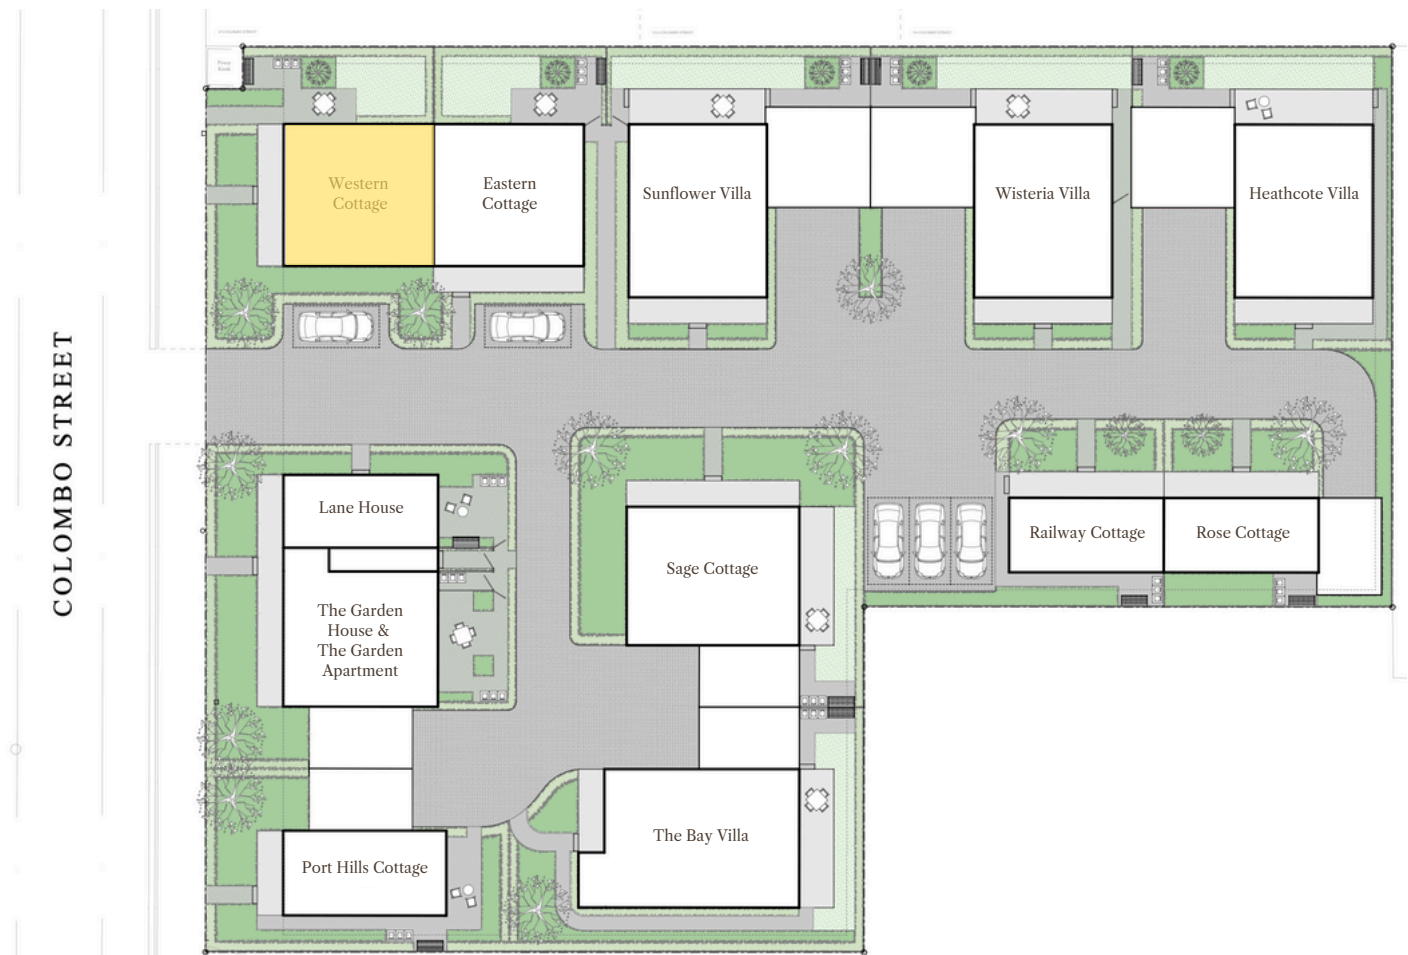 Western
Cottage
Eastern
Cottage
Sunflower Villa
Wisteria Villa
Heathcote Villa
COLOMBO STREET
Lane House
Railway Cottage
Rose Cottage
Sage Cottage
The Garden
House &
The Garden
Apartment
The Bay Villa
Port Hills Cottage